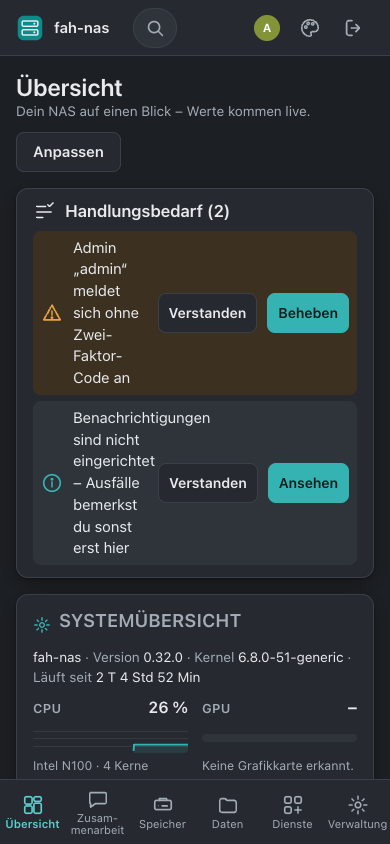 fah-nas
A
Übersicht
Dein NAS auf einen Blick – Werte kommen live.
Anpassen
Handlungsbedarf (2)
Admin
„admin“
meldet
sich ohne
Zwei-
Faktor-
Code an
Verstanden
Beheben
Benachrichtigungen
sind nicht
eingerichtet
– Ausfälle
bemerkst
du sonst
erst hier
Verstanden
Ansehen
SYSTEMÜBERSICHT
fah-nas · Version 0.32.0 · Kernel 6.8.0-51-generic ·
Läuft seit 2 T 4 Std 52 Min
CPU 26 %
GPU –
Intel N100 · 4 Kerne
Keine Grafikkarte erkannt.
Übersicht
Zusam-
menarbeit
Speicher
Daten
Dienste
Verwaltung